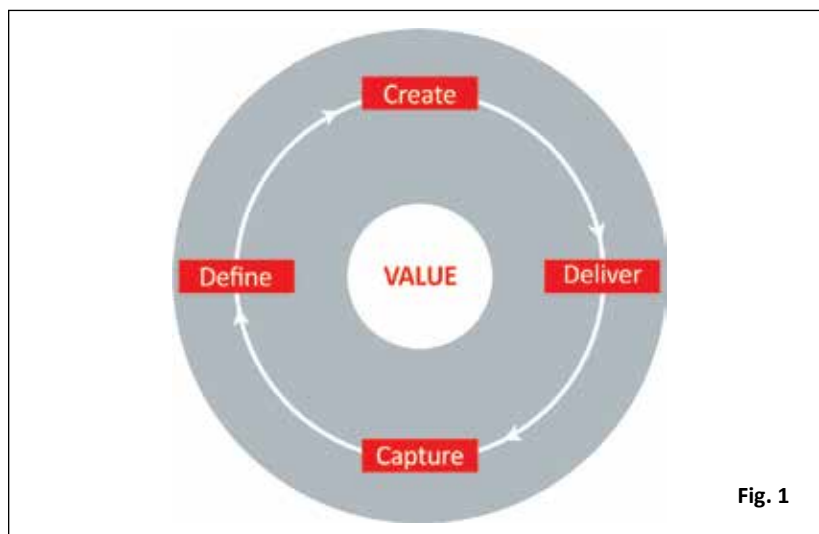 Create
Define
VALUE
Deliver
Capture
Fig. 1